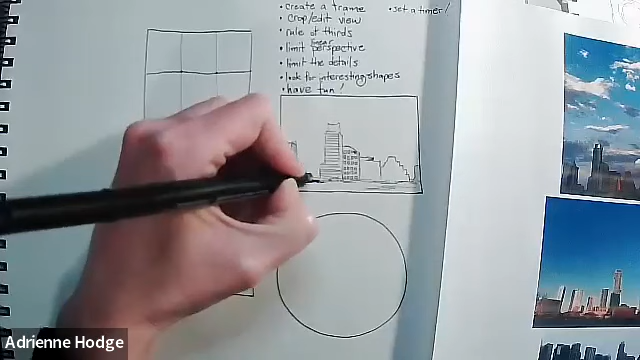 • create a frame
• set a timer!
• crop/edit view
• rule of thirds
linear
• limit perspective
• limit the details
• look for interesting shapes
• have fun!
Adrienne Hodge